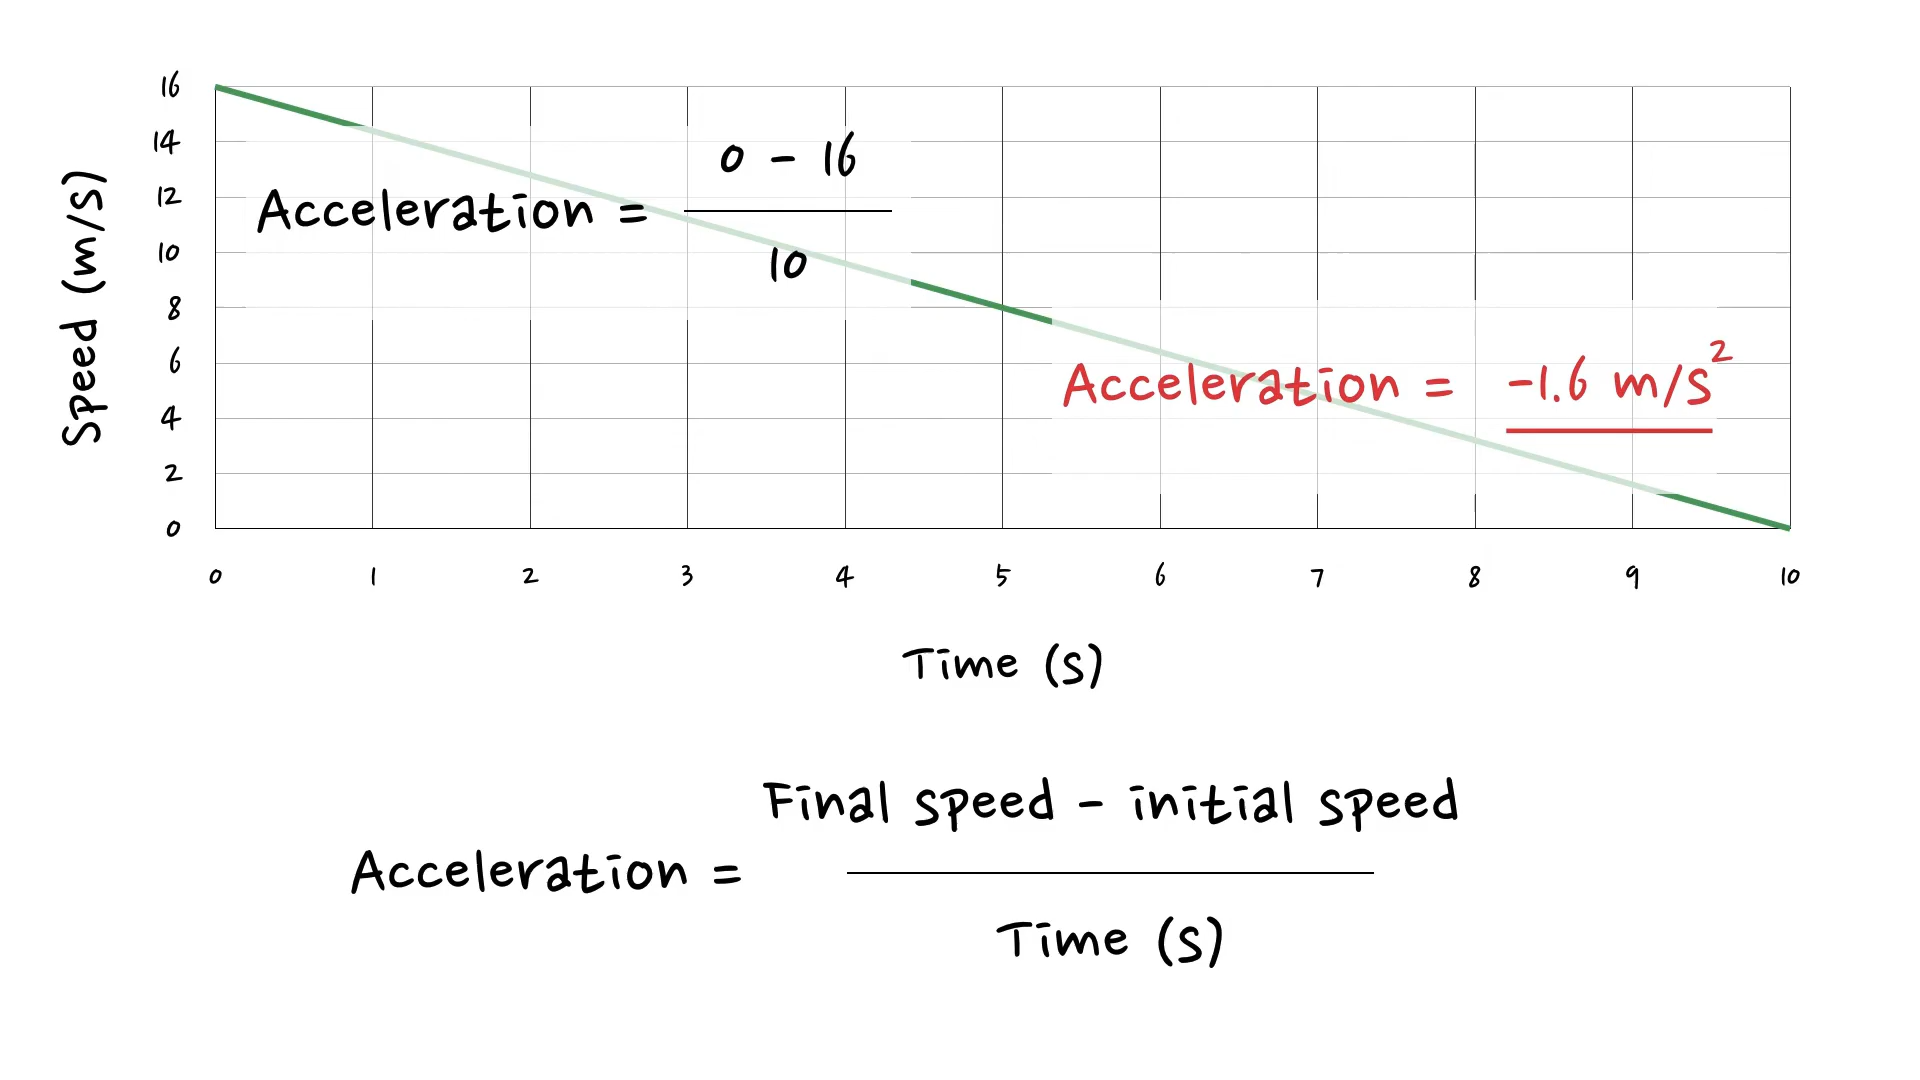 16
14
12
10
8
6
4
2
0
Speed (m/s)
0 - 16
Acceleration =
10
Acceleration = -1.6 m/s²
0 1 2 3 4 5 6 7 8 9 10
Time (s)
Final speed - initial speed
Acceleration =
Time (s)